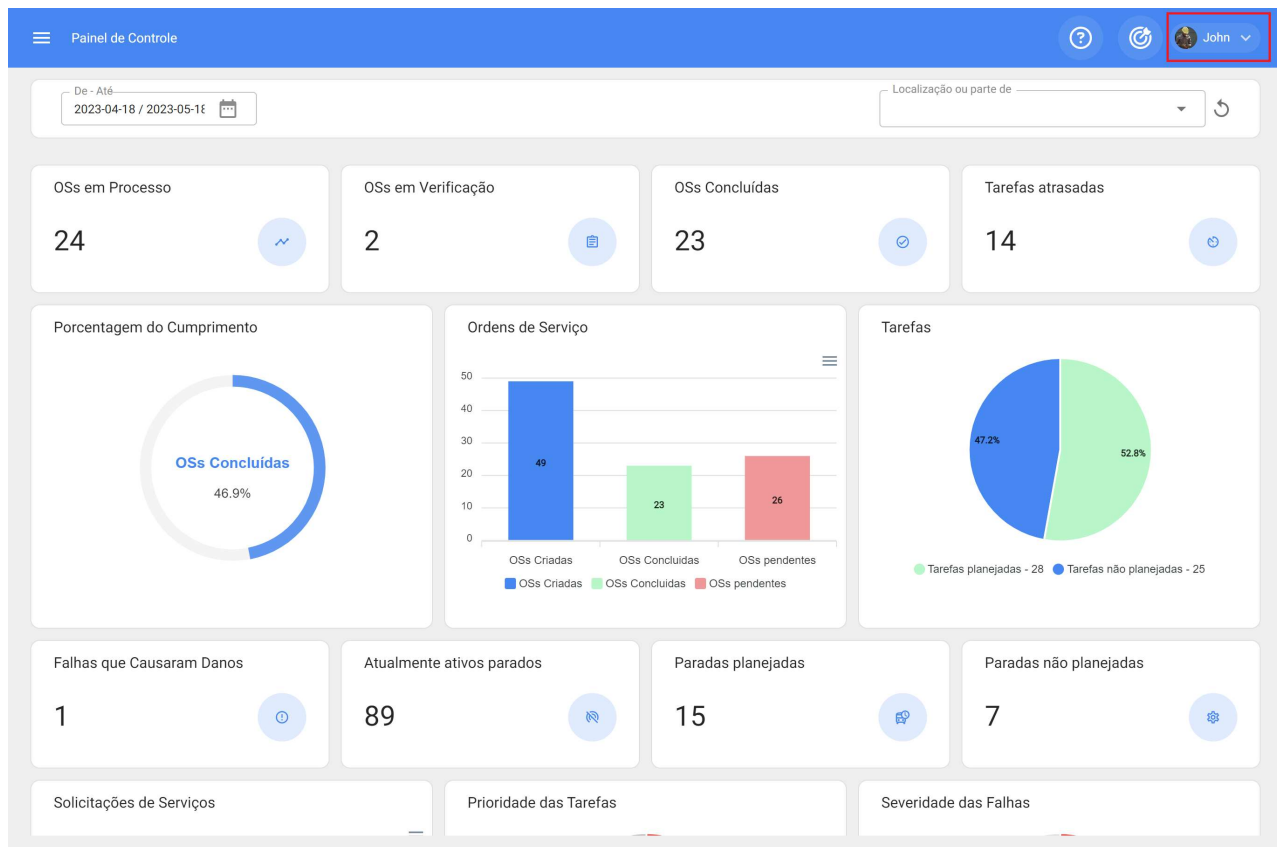 Painel de Controle
John
De - Até
2023-04-18 / 2023-05-18
Localização ou parte de
OSs em Processo
24
OSs em Verificação
2
OSs Concluídas
23
Tarefas atrasadas
14
Porcentagem do Cumprimento
OSs Concluídas
46.9%
Ordens de Serviço
50
40
30
20
10
0
49
23
26
OSs Criadas
OSs Concluidas
OSs pendentes
OSs Criadas
OSs Concluidas
OSs pendentes
Tarefas
47.2%
52.8%
Tarefas planejadas - 28
Tarefas não planejadas - 25
Falhas que Causaram Danos
1
Atualmente ativos parados
89
Paradas planejadas
15
Paradas não planejadas
7
Solicitações de Serviços
Prioridade das Tarefas
Severidade das Falhas